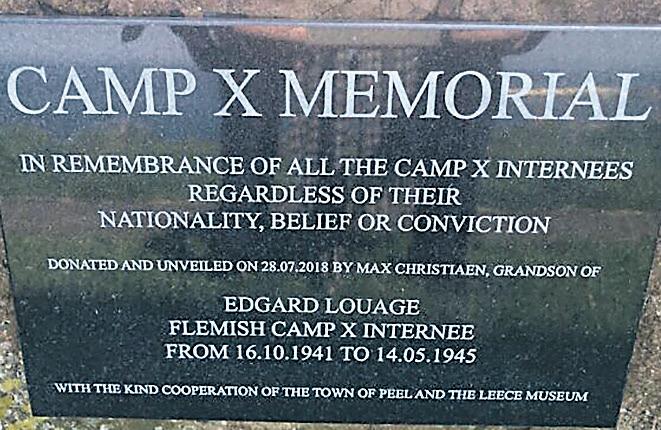 CAMP X MEMORIAL
IN REMEMBRANCE OF ALL THE CAMP X INTERNEES
REGARDLESS OF THEIR
NATIONALITY, BELIEF OR CONVICTION
DONATED AND UNVEILED ON 28.07.2018 BY MAX CHRISTIAEN, GRANDSON OF
EDGARD LOUAGE
FLEMISH CAMP X INTERNEE
FROM 16.10.1941 TO 14.05.1945
WITH THE KIND COOPERATION OF THE TOWN OF PEEL AND THE LEECE MUSEUM